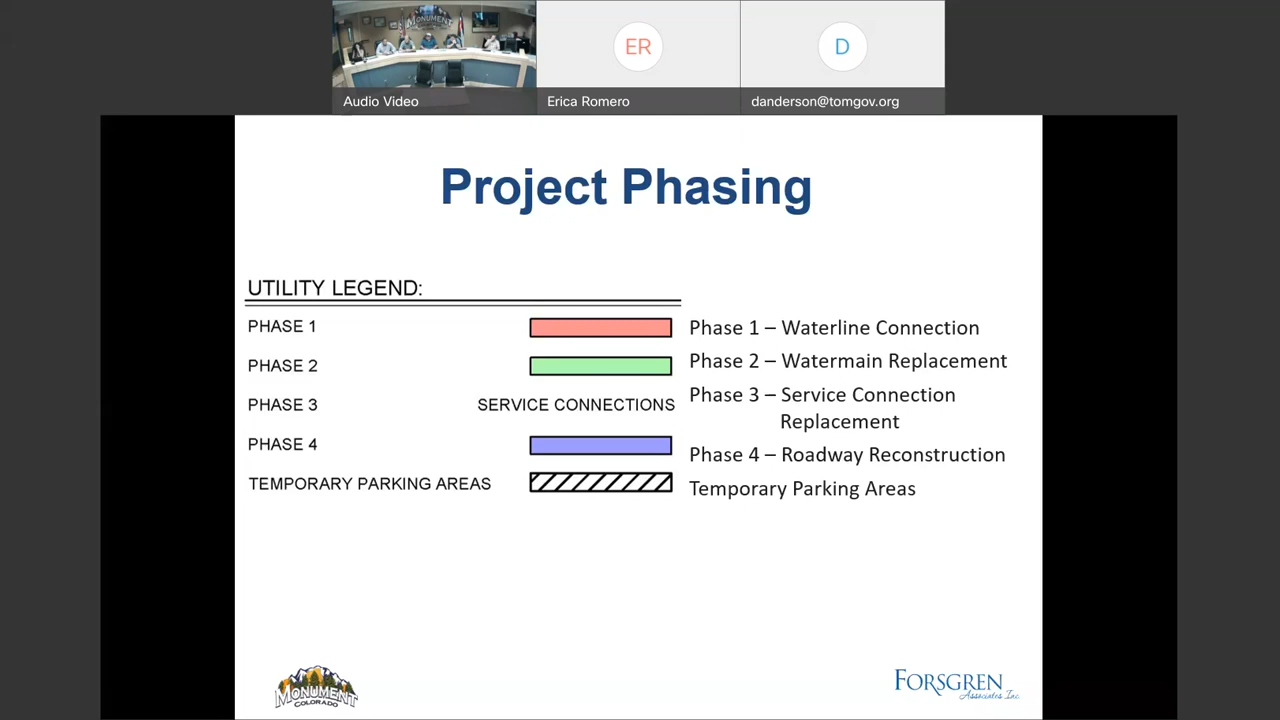 MONUMENT
ER
D
Audio Video
Erica Romero
danderson@tomgov.org
Project Phasing
UTILITY LEGEND:
PHASE 1
PHASE 2
PHASE 3 SERVICE CONNECTIONS
PHASE 4
TEMPORARY PARKING AREAS
Phase 1 – Waterline Connection
Phase 2 – Watermain Replacement
Phase 3 – Service Connection
Replacement
Phase 4 – Roadway Reconstruction
Temporary Parking Areas
MONUMENT
COLORADO
FORSGREN
Associates Inc.